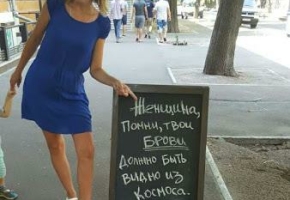 Женщина,
Помни, твои
БРОВИ
Должно быть
видно из
Космоса.